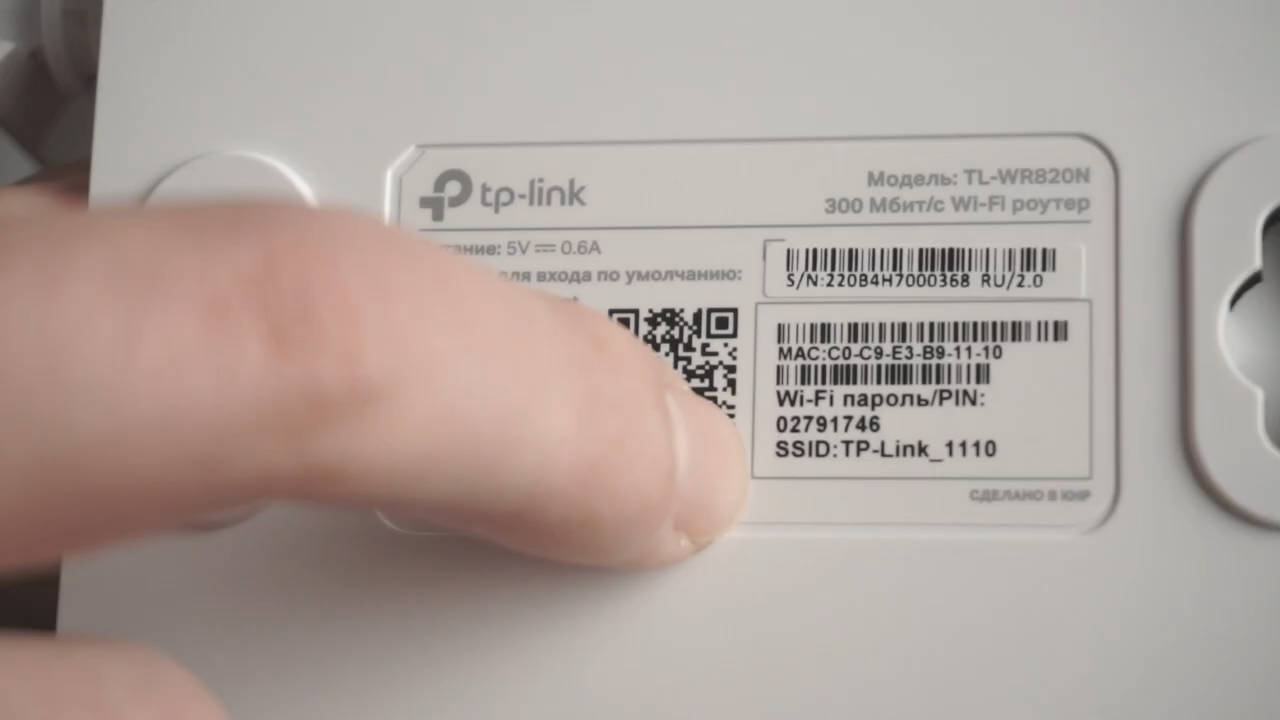 tp-link
Модель: TL-WR820N
300 Мбит/с Wi-Fi роутер
5V 0.6A
для входа по умолчанию:
S/N:220B4H7000368 RU/2.0
MAC:C0-C9-E3-B9-11-10
Wi-Fi пароль/PIN:
02791746
SSID:TP-Link_1110
СДЕЛАНО В КНР